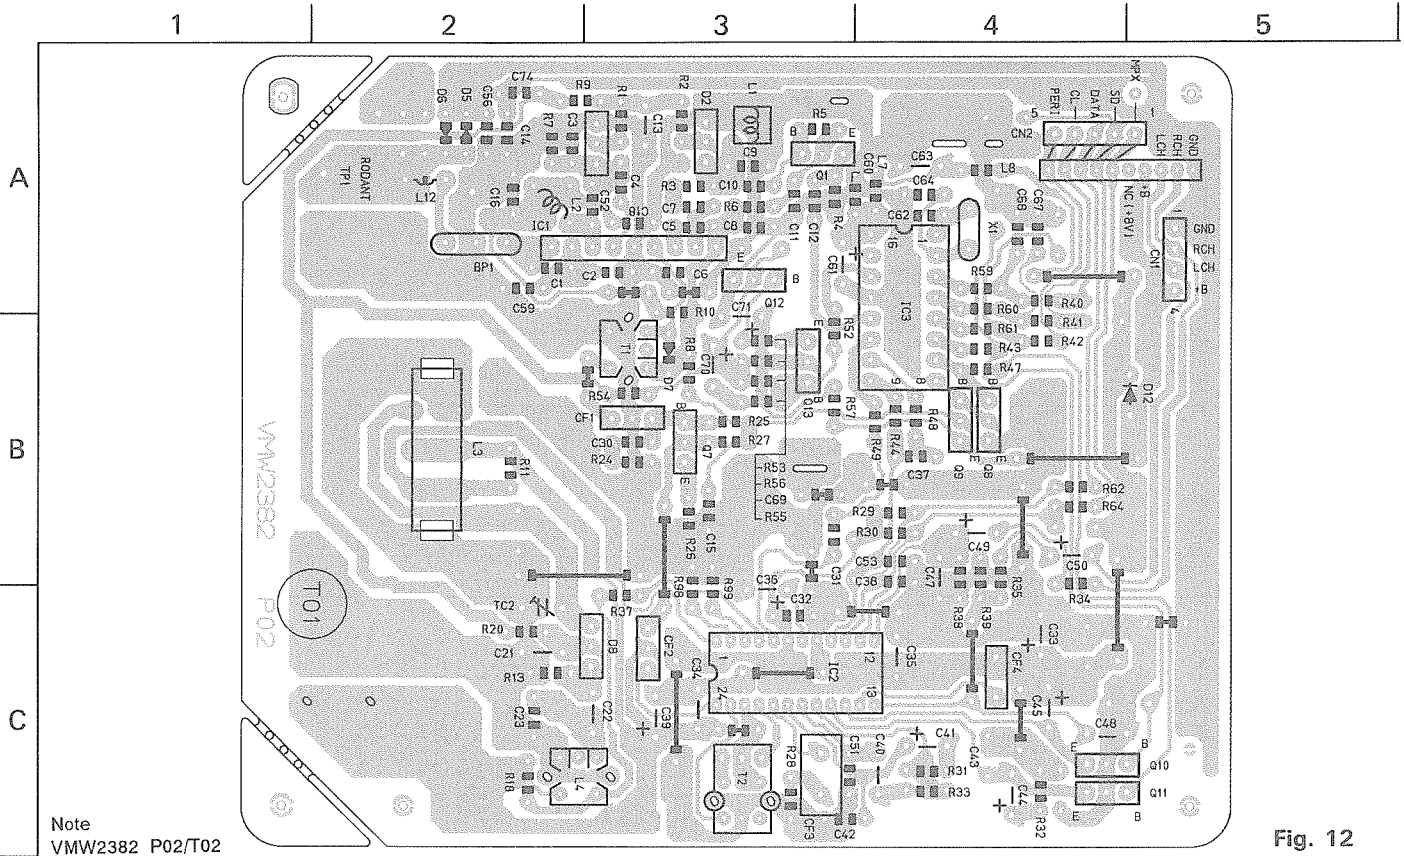 1 2 3 4 5
A
B
C
C74
D6
D5
C56
C14
R9
R7
C3
R1
C13
R2
D2
L1
C9
B
R5
E
Q1
L7
C60
C63
C64
C62
L8
MPX
SD
DATA
CL
PERI
5
1
CN2
GND
RCH
LCH
+B
NC(+8V)
C68
C67
X1
GND
RCH
LCH
+B
CN1
4
RODANT
TP1
L12
C16
L2
C52
C4
C18
R3
C10
C7
R6
C5
C8
C11
C12
R4
L
IC1
BP1
C1
C2
C6
C59
E
B
Q12
C61
16
1
IC3
9
8
R59
R60
R61
R43
R47
R40
R41
R42
R10
C71
T1
R8
C70
D7
R54
CF1
E
R52
B
Q13
R57
D12
C30
R24
B
Q7
E
R25
R27
R53
R56
C69
R55
R49
R44
R48
C37
B
B
Q9
E
Q8
E
R62
R64
L3
R11
VMW2382 P02
T01
R26
C15
R98
R99
C36
C32
C31
R29
R30
C53
C38
C47
C49
R38
R39
R35
C50
R34
TC2
R37
R20
C21
R13
D8
CF2
C34
1
24
IC2
12
13
C35
CF4
C33
C45
C23
C22
C39
R18
L4
T2
R28
CF3
C51
C42
C40
C41
R31
R33
C43
C44
R32
C48
E
B
Q10
Q11
E
B
Note
VMW2382 P02/T02
Fig. 12